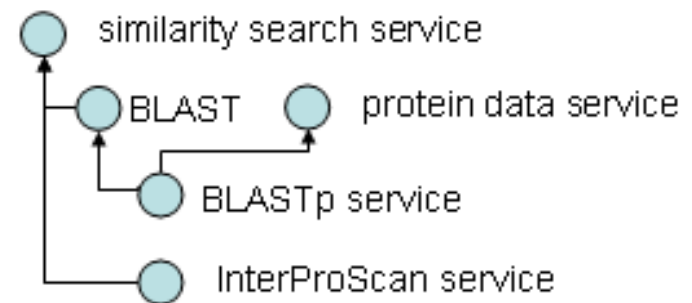 similarity search service
BLAST
protein data service
BLASTp service
InterProScan service